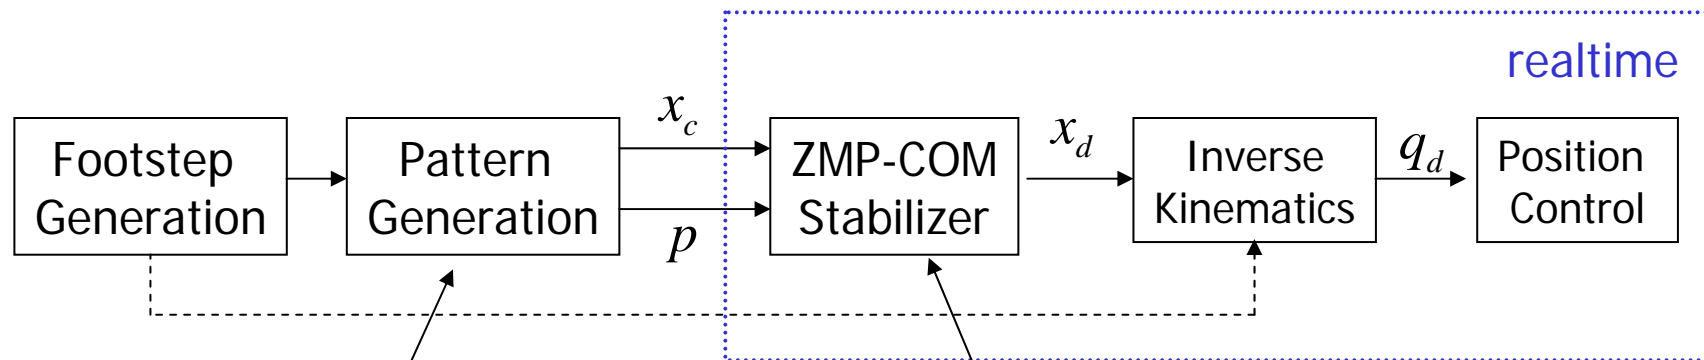 realtime
Footstep
Generation
Pattern
Generation
x_c
p
ZMP-COM
Stabilizer
x_d
Inverse
Kinematics
q_d
Position
Control